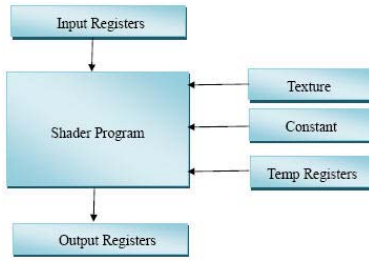 Input Registers
Texture
Shader Program
Constant
Temp Registers
Output Registers